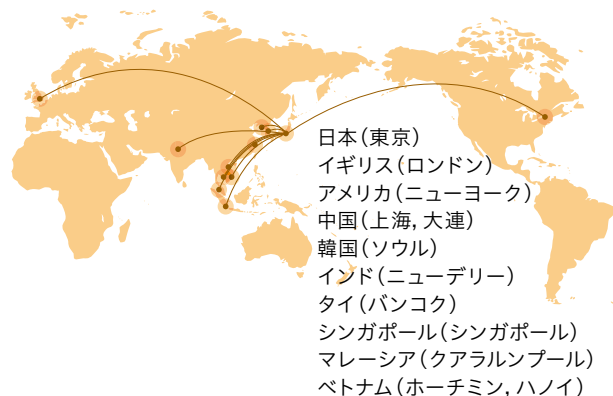 日本（東京）
イギリス（ロンドン）
アメリカ（ニューヨーク）
中国（上海, 大連）
韓国（ソウル）
インド（ニューデリー）
タイ（バンコク）
シンガポール（シンガポール）
マレーシア（クアラルンプール）
ベトナム（ホーチミン, ハノイ）